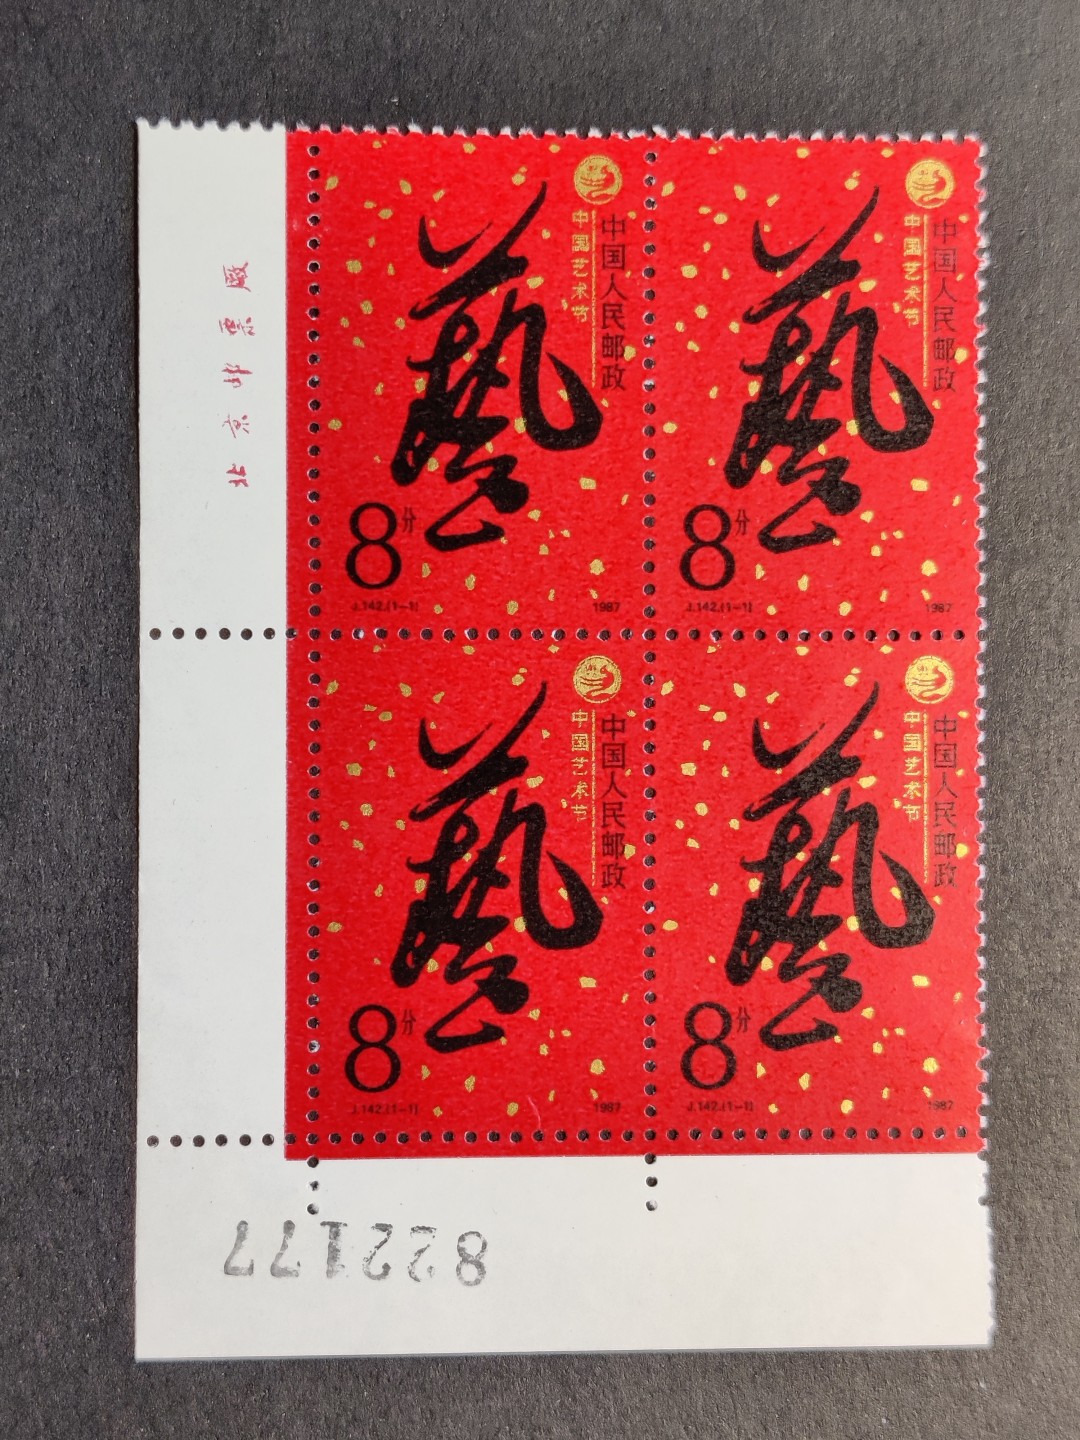 北京邮票厰
中国艺术节
中国人民邮政
藝
8分
J.142.(1-1) 1987
中国艺术节
中国人民邮政
藝
8分
J.142.(1-1) 1987
中国艺术节
中国人民邮政
藝
8分
J.142.(1-1) 1987
中国艺术节
中国人民邮政
藝
8分
J.142.(1-1) 1987
822177